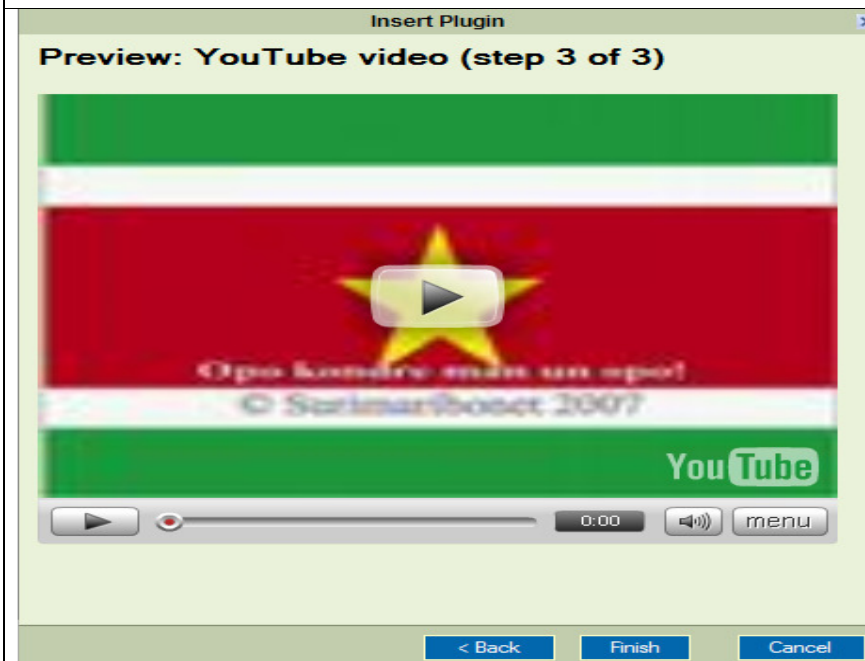 Insert Plugin
Preview: YouTube video (step 3 of 3)
Opo kondre man un opo!
© Surimaribonet 2007
YouTube
0:00
menu
< Back Finish Cancel